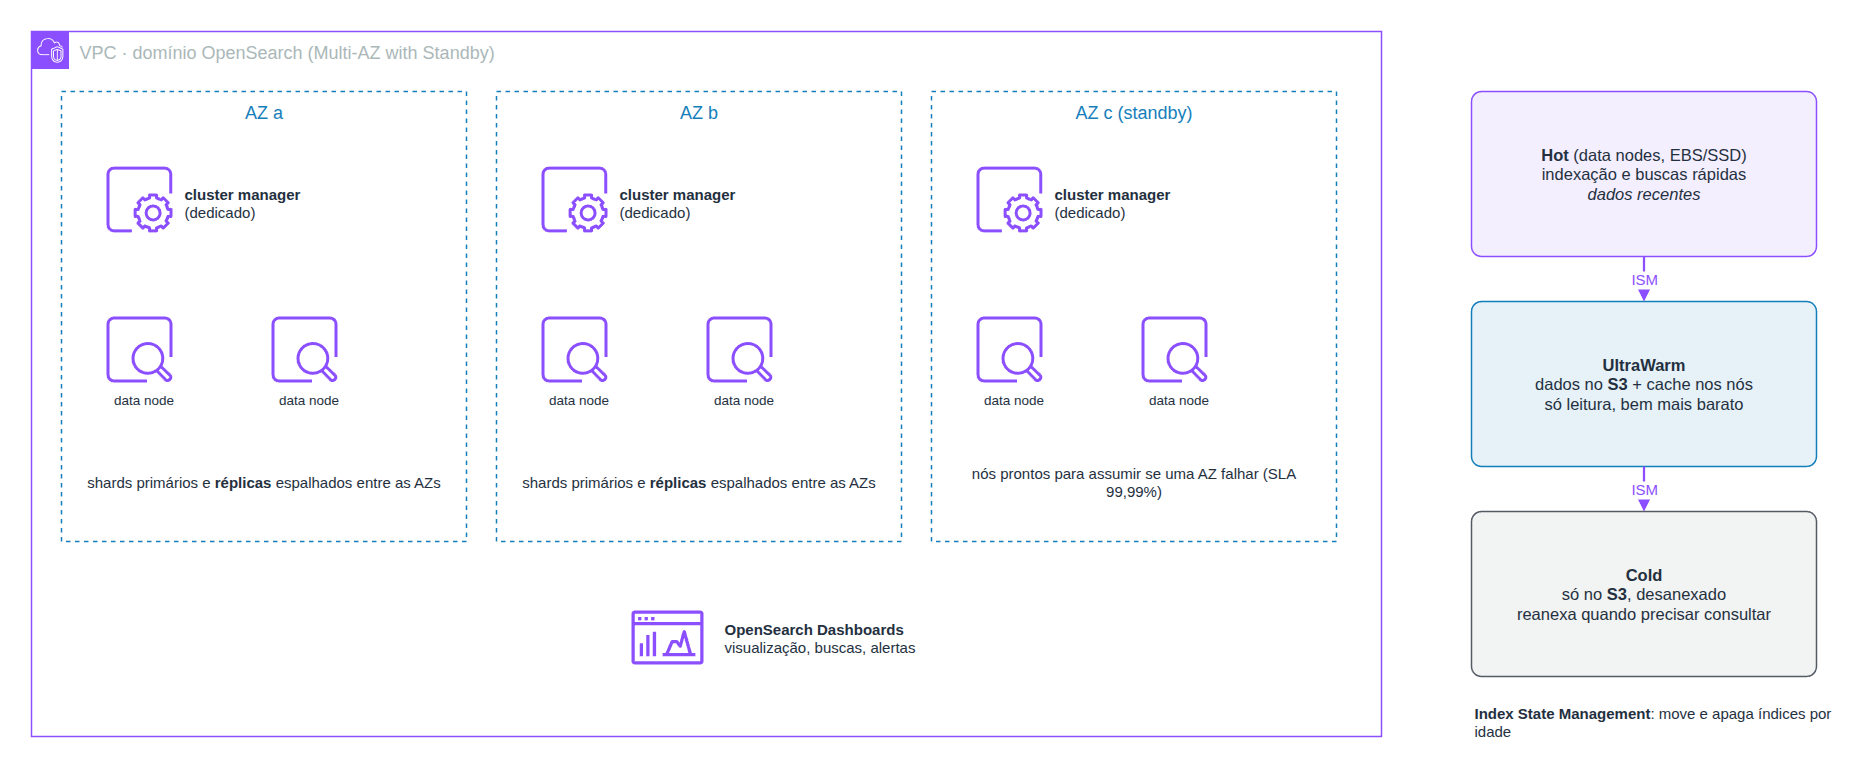 VPC · domínio OpenSearch (Multi-AZ with Standby)
AZ a
cluster manager
(dedicado)
data node
data node
shards primários e réplicas espalhados entre as AZs
AZ b
cluster manager
(dedicado)
data node
data node
shards primários e réplicas espalhados entre as AZs
AZ c (standby)
cluster manager
(dedicado)
data node
data node
nós prontos para assumir se uma AZ falhar (SLA
99,99%)
OpenSearch Dashboards
visualização, buscas, alertas
Hot (data nodes, EBS/SSD)
indexação e buscas rápidas
dados recentes
ISM
UltraWarm
dados no S3 + cache nos nós
só leitura, bem mais barato
ISM
Cold
só no S3, desanexado
reanexa quando precisar consultar
Index State Management: move e apaga índices por
idade